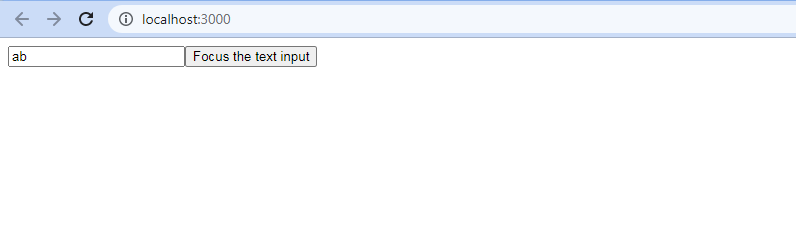 localhost:3000
ab Focus the text input